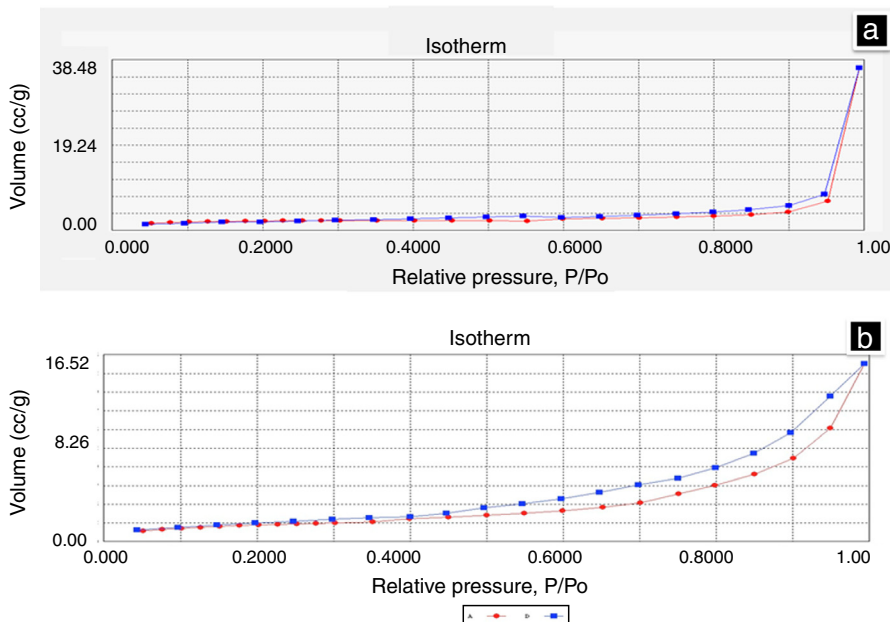 a
Isotherm
38.48
19.24
0.00
Volume (cc/g)
0.000 0.2000 0.4000 0.6000 0.8000 1.00
Relative pressure, P/Po
b
Isotherm
16.52
8.26
0.00
Volume (cc/g)
0.000 0.2000 0.4000 0.6000 0.8000 1.00
Relative pressure, P/Po